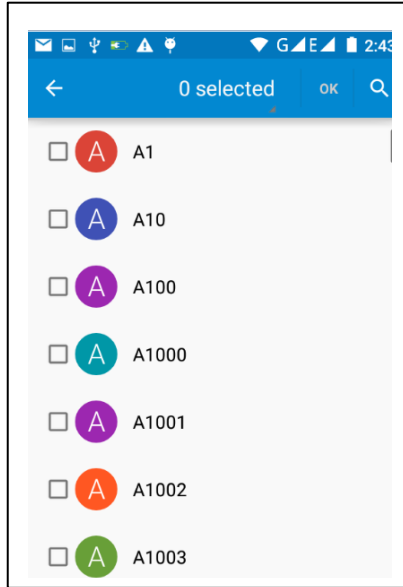 G E 2:43
0 selected OK
A A1
A A10
A A100
A A1000
A A1001
A A1002
A A1003